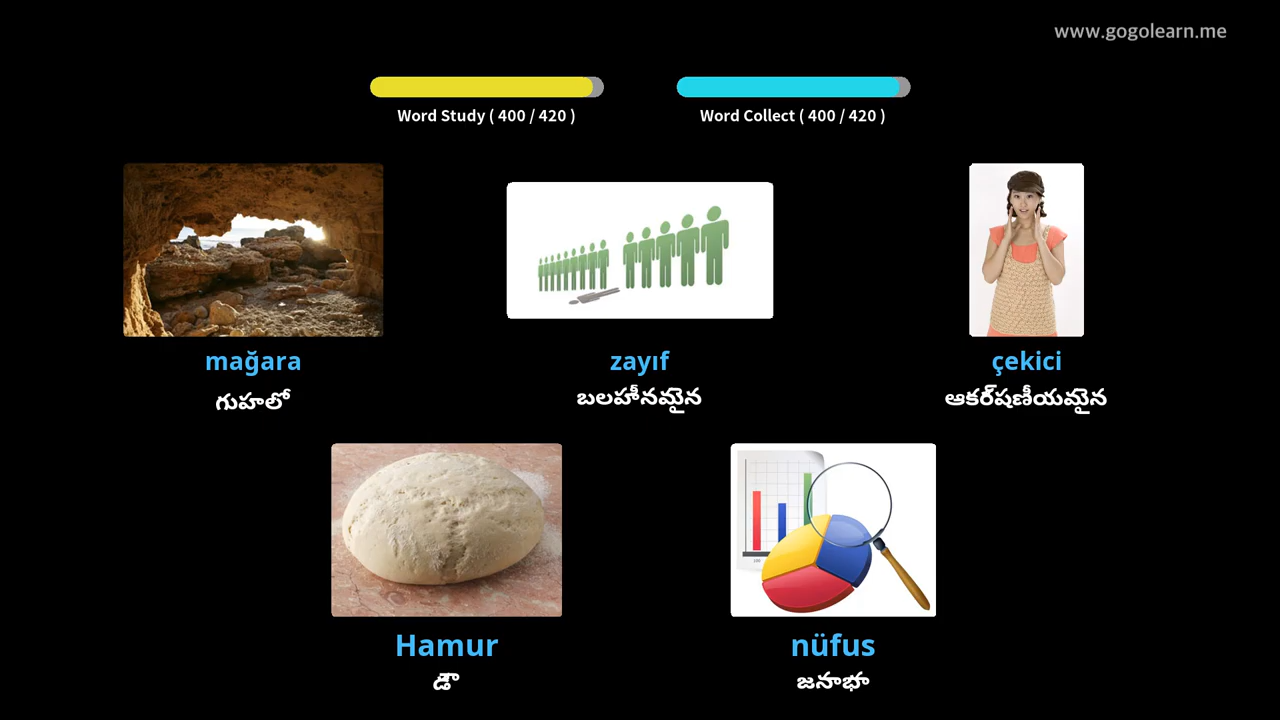 www.gogolearn.me
Word Study ( 400 / 420 )
Word Collect ( 400 / 420 )
mağara
గుహలో
zayıf
బలహీనమైన
çekici
ఆకర్షణీయమైన
Hamur
డౌ
nüfus
జనాభా